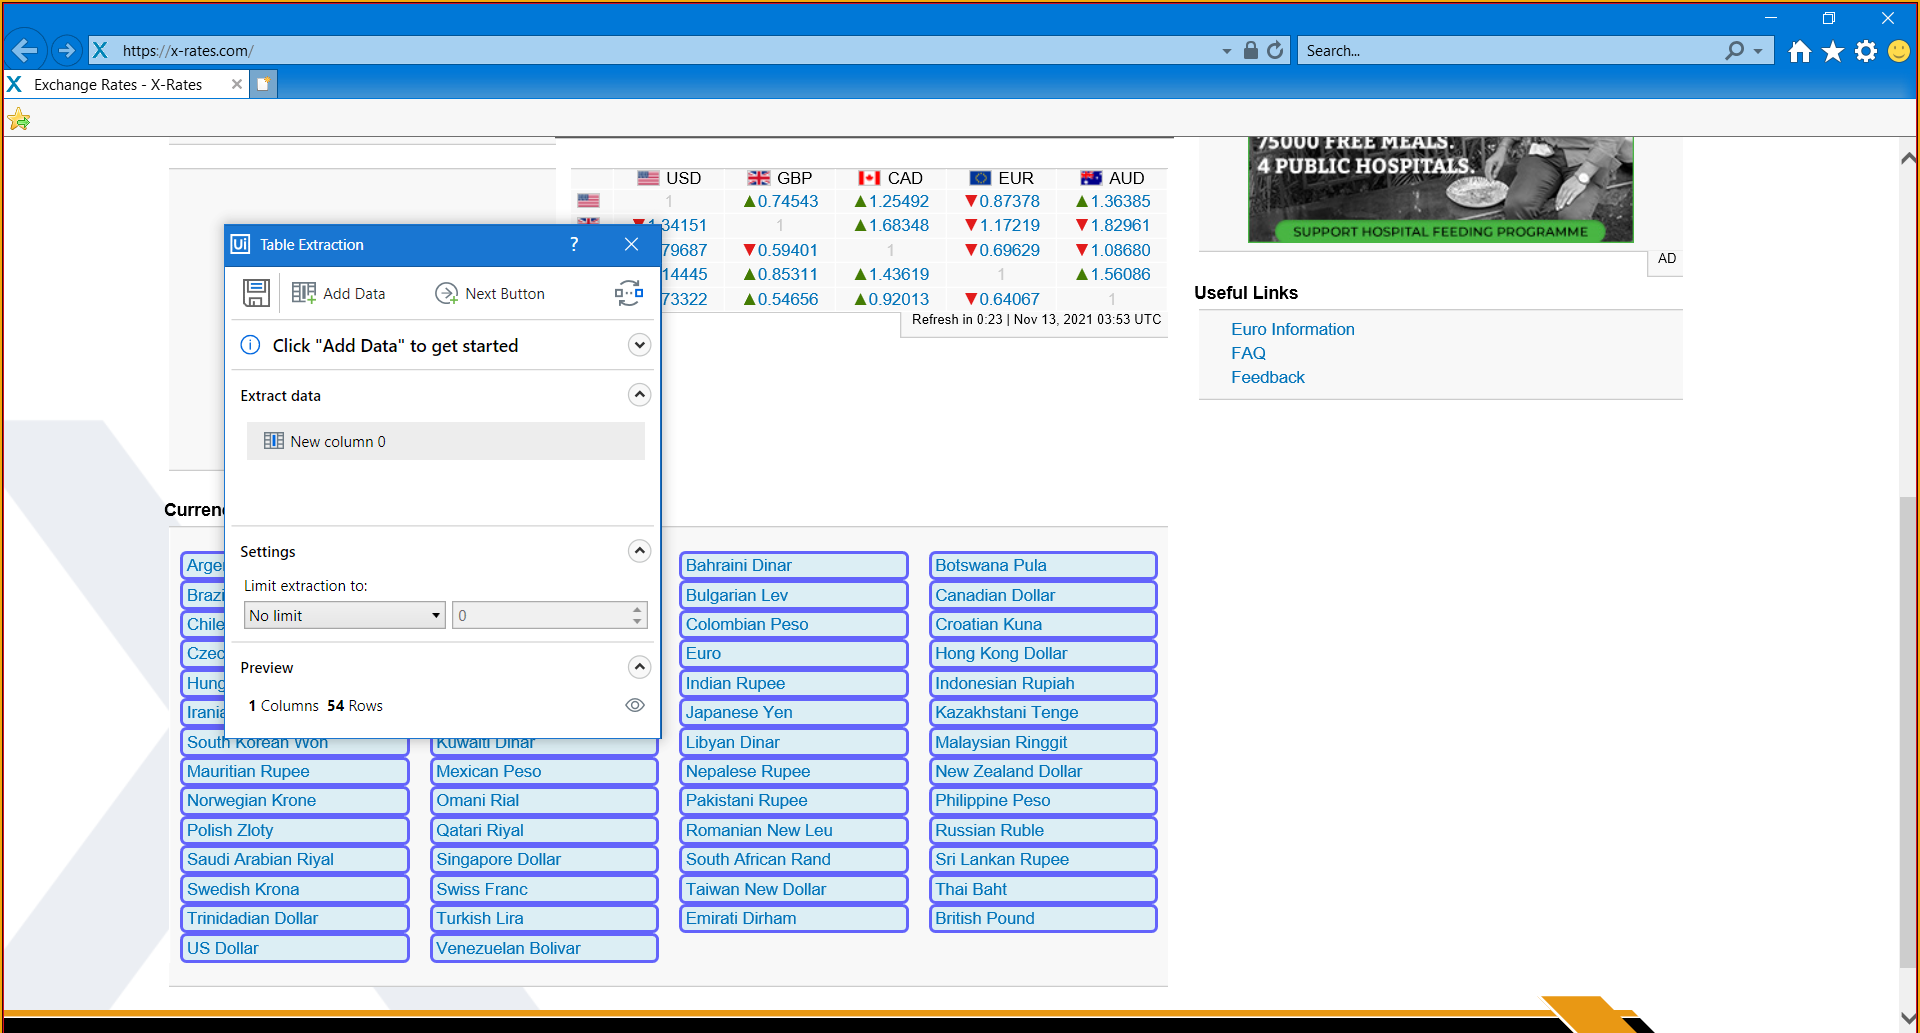 https://x-rates.com/
Search...
X Exchange Rates - X-Rates
USD GBP CAD EUR AUD
1 ▲0.74543 ▲1.25492 ▼0.87378 ▲1.36385
34151 1 ▲1.68348 ▼1.17219 ▼1.82961
79687 ▼0.59401 1 ▼0.69629 ▼1.08680
14445 ▲0.85311 ▲1.43619 1 ▲1.56086
73322 ▲0.54656 ▲0.92013 ▼0.64067 1
Refresh in 0:23 | Nov 13, 2021 03:53 UTC
75000 FREE MEALS.
4 PUBLIC HOSPITALS.
SUPPORT HOSPITAL FEEDING PROGRAMME
AD
Useful Links
Euro Information
FAQ
Feedback
Ui Table Extraction ?
Add Data Next Button
Click "Add Data" to get started
Extract data
New column 0
Settings
Limit extraction to:
No limit 0
Preview
1 Columns 54 Rows
Curren
Arge Bahraini Dinar Botswana Pula
Brazi Bulgarian Lev Canadian Dollar
Chile Colombian Peso Croatian Kuna
Czec Euro Hong Kong Dollar
Hung Indian Rupee Indonesian Rupiah
Irania Japanese Yen Kazakhstani Tenge
South Korean Won Kuwaiti Dinar Libyan Dinar Malaysian Ringgit
Mauritian Rupee Mexican Peso Nepalese Rupee New Zealand Dollar
Norwegian Krone Omani Rial Pakistani Rupee Philippine Peso
Polish Zloty Qatari Riyal Romanian New Leu Russian Ruble
Saudi Arabian Riyal Singapore Dollar South African Rand Sri Lankan Rupee
Swedish Krona Swiss Franc Taiwan New Dollar Thai Baht
Trinidadian Dollar Turkish Lira Emirati Dirham British Pound
US Dollar Venezuelan Bolivar